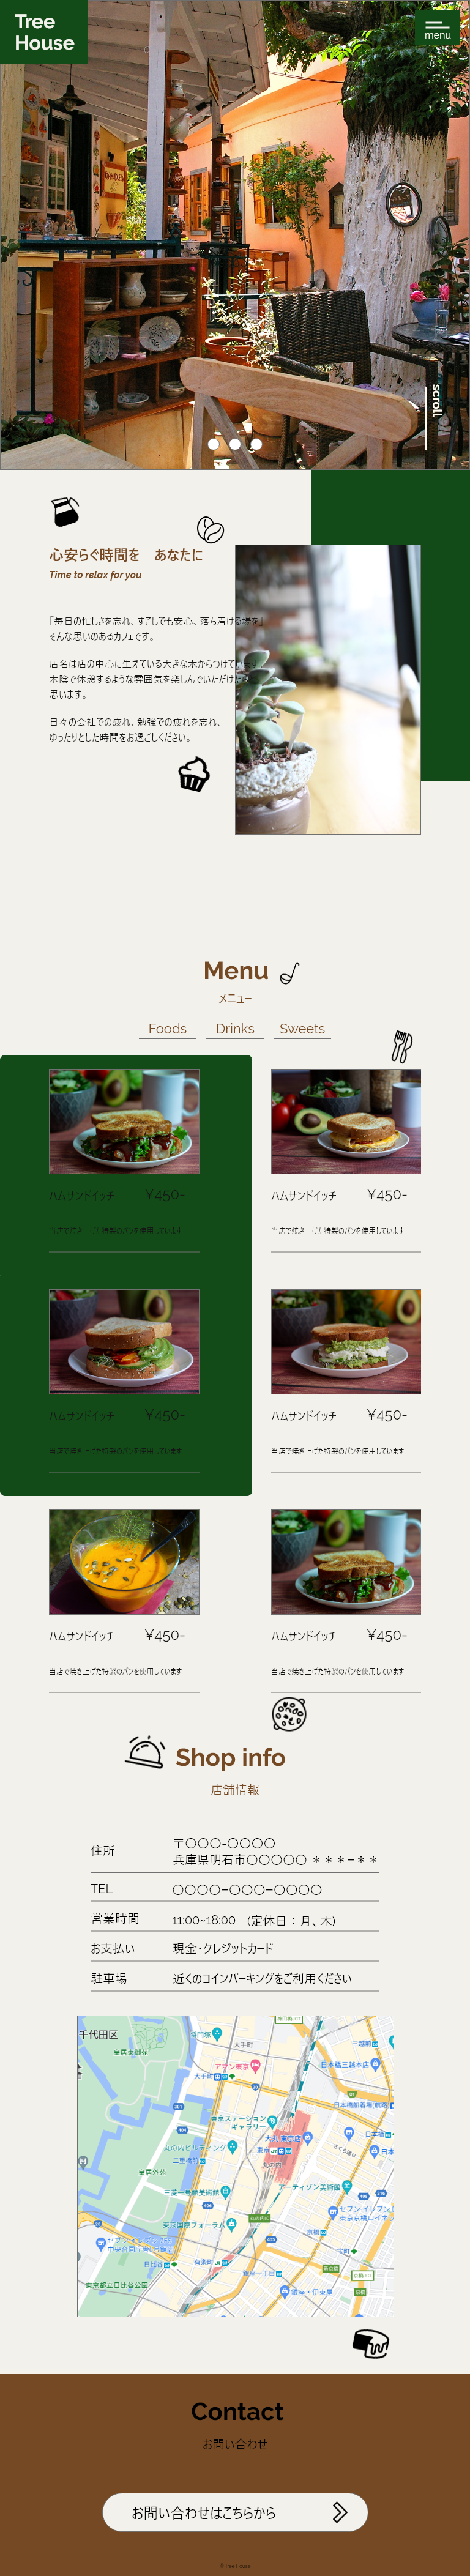 Tree
House
menu
scroll
心安らぐ時間を　あなたに
Time to relax for you
「毎日の忙しさを忘れ、すこしでも安心、落ち着ける場を」
そんな思いのあるカフェです。
店名は店の中心に生えている大きな木からつけています。
木陰で休憩するような雰囲気を楽しんでいただけたら
思います。
日々の会社での疲れ、勉強での疲れを忘れ、
ゆったりとした時間をお過ごしください。
Menu
メニュー
Foods Drinks Sweets
ハムサンドイッチ ¥450-
当店で焼き上げた特製のパンを使用しています
ハムサンドイッチ ¥450-
当店で焼き上げた特製のパンを使用しています
ハムサンドイッチ ¥450-
当店で焼き上げた特製のパンを使用しています
ハムサンドイッチ ¥450-
当店で焼き上げた特製のパンを使用しています
ハムサンドイッチ ¥450-
当店で焼き上げた特製のパンを使用しています
ハムサンドイッチ ¥450-
当店で焼き上げた特製のパンを使用しています
Shop info
店舗情報
住所 〒〇〇〇-〇〇〇〇
兵庫県明石市〇〇〇〇〇 ＊＊＊−＊＊
TEL 〇〇〇〇−〇〇〇−〇〇〇〇
営業時間 11:00~18:00　(定休日：月、木)
お支払い 現金・クレジットカード
駐車場 近くのコインパーキングをご利用ください
千代田区
皇居東御苑
大手町
三越前
アマン東京
日本橋三越本店
大手町
東京ステーション
ギャラリー
丸の内ビルディング
大丸 東京店
二重橋前
東京
さくら通り
皇居外苑
三菱一号館美術館
アーティゾン美術館
東京国際フォーラム
セブン-イレブン
東京京橋ロイネ
京橋
日比谷
有楽町
宝町
銀座一丁目
東京都立日比谷公園
銀座・伊東屋
Contact
お問い合わせ
お問い合わせはこちらから
© Tree House